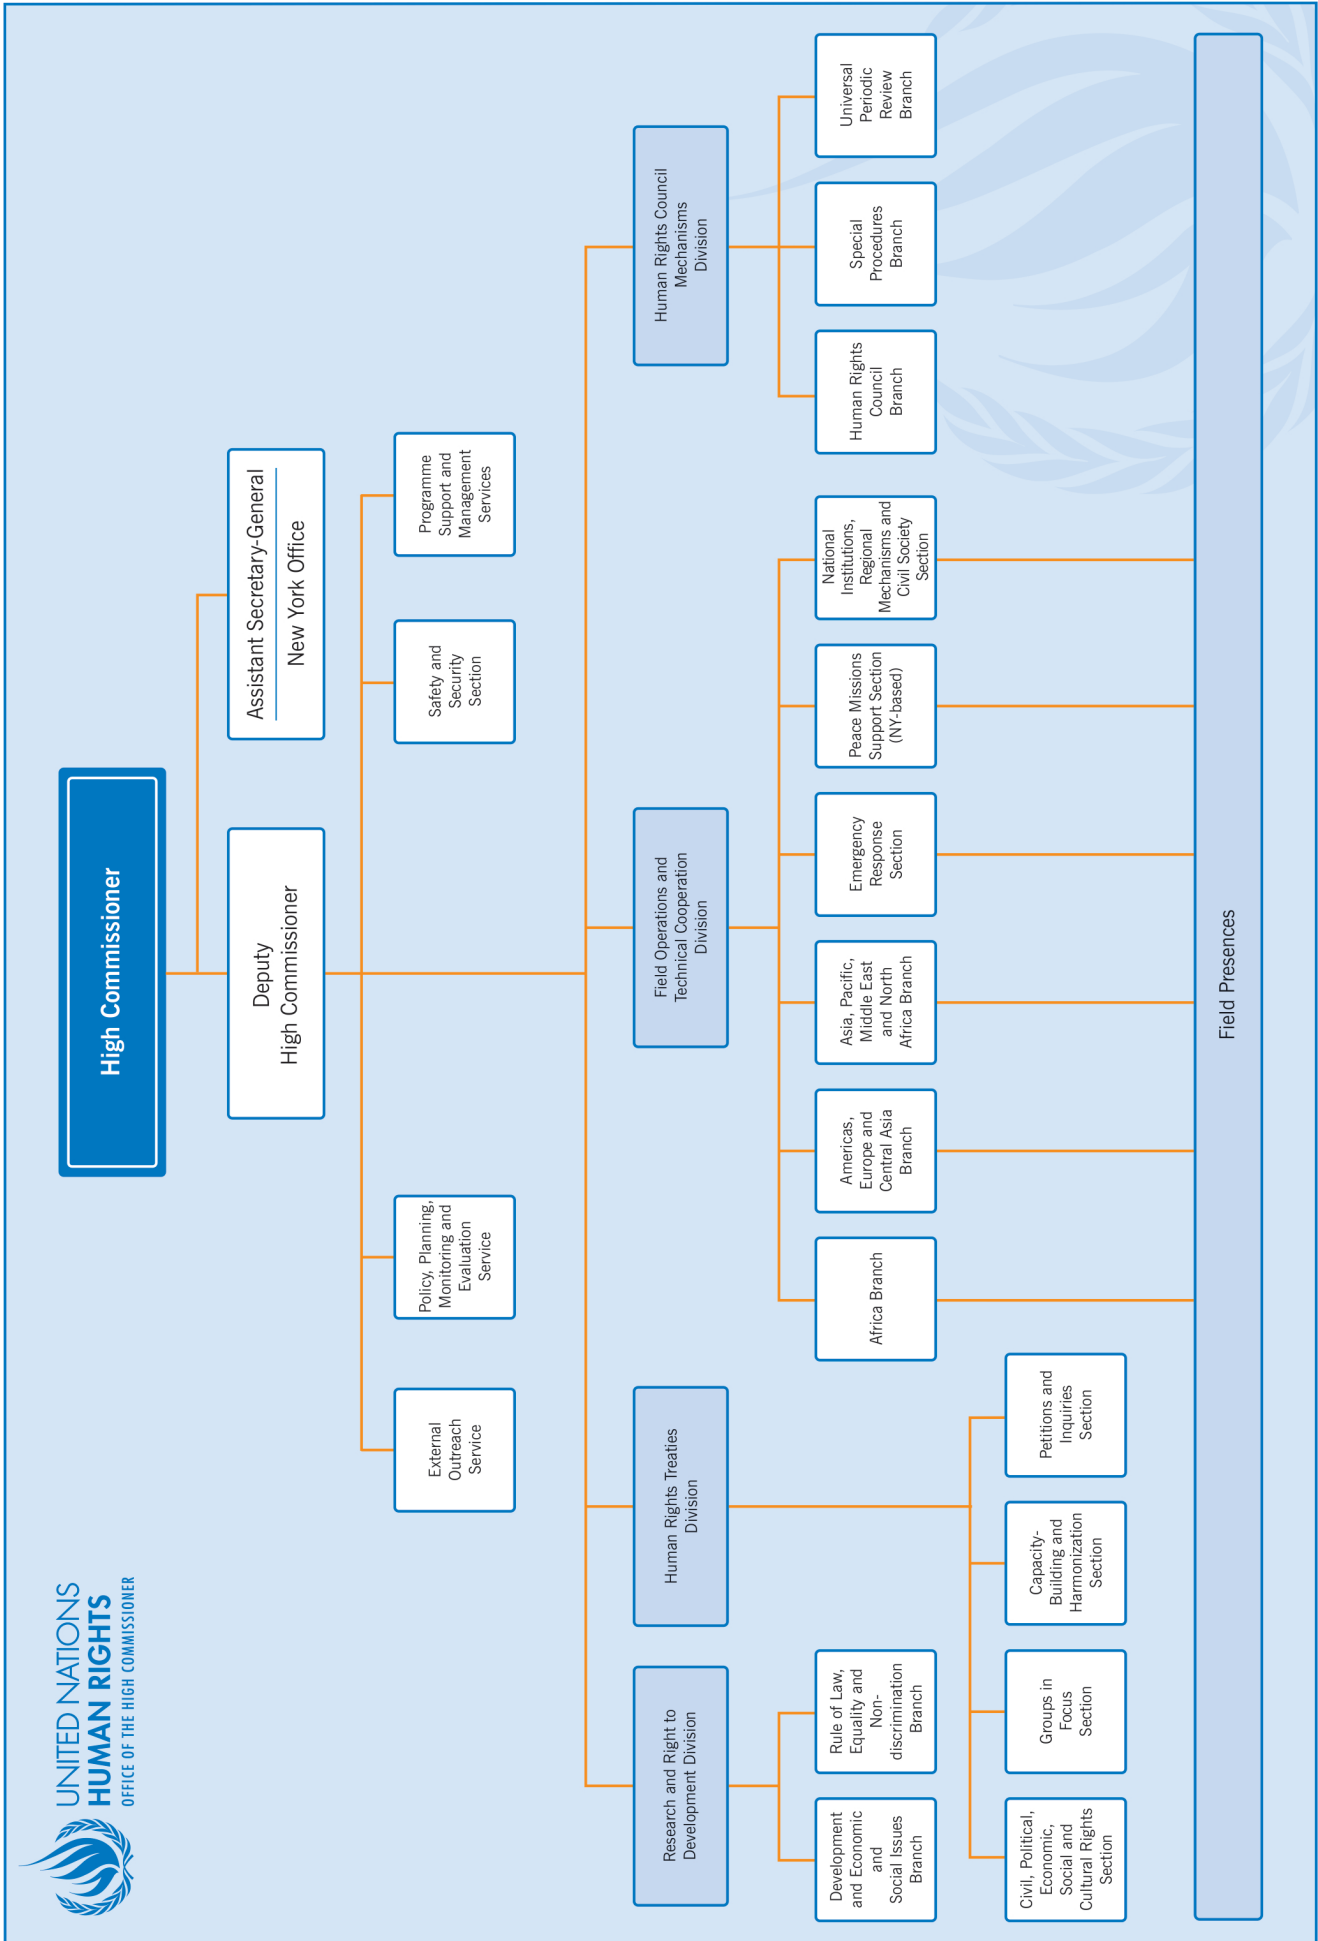 UNITED NATIONS
HUMAN RIGHTS
OFFICE OF THE HIGH COMMISSIONER
High Commissioner
Deputy
High Commissioner
Assistant Secretary-General
New York Office
External
Outreach
Service
Policy, Planning,
Monitoring and
Evaluation
Service
Safety and
Security
Section
Programme
Support and
Management
Services
Research and Right to
Development Division
Human Rights Treaties
Division
Field Operations and
Technical Cooperation
Division
Human Rights Council
Mechanisms
Division
Development
and Economic
and
Social Issues
Branch
Rule of Law,
Equality and
Non-
discrimination
Branch
Africa Branch
Americas,
Europe and
Central Asia
Branch
Asia, Pacific,
Middle East
and North
Africa Branch
Emergency
Response
Section
Peace Missions
Support Section
(NY-based)
National
Institutions,
Regional
Mechanisms and
Civil Society
Section
Human Rights
Council
Branch
Special
Procedures
Branch
Universal
Periodic
Review
Branch
Civil, Political,
Economic,
Social and
Cultural Rights
Section
Groups in
Focus
Section
Capacity-
Building and
Harmonization
Section
Petitions and
Inquiries
Section
Field Presences